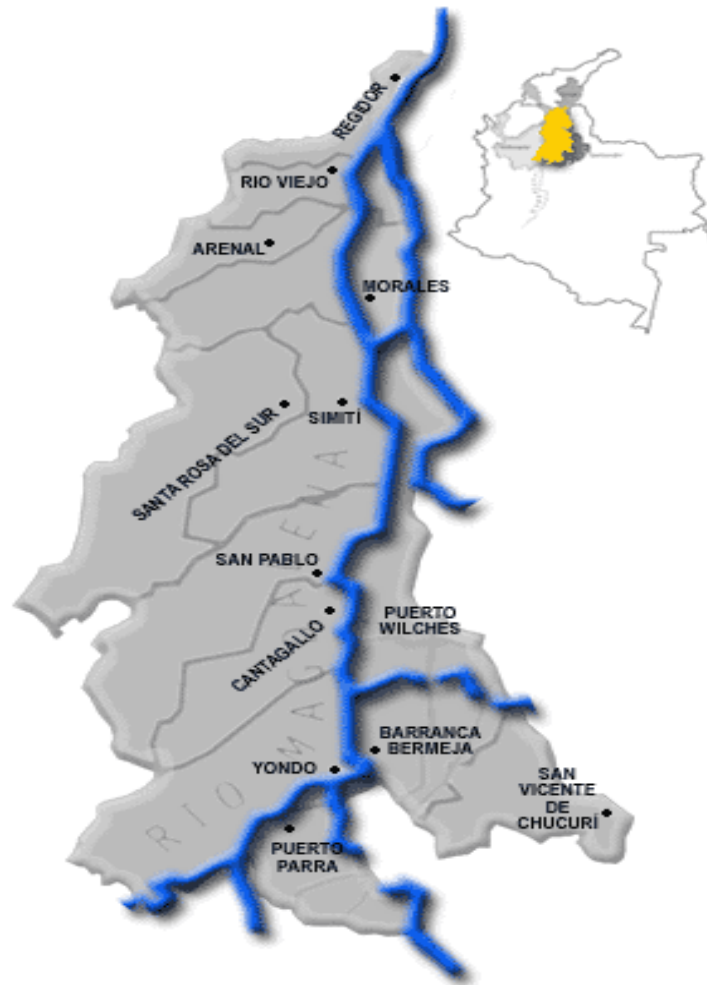 REGIDOR
RIO VIEJO
ARENAL
MORALES
SANTA ROSA DEL SUR
SIMITÍ
SAN PABLO
PUERTO
WILCHES
CANTAGALLO
BARRANCA
BERMEJA
YONDO
SAN
VICENTE
DE
CHUCURÍ
PUERTO
PARRA
RIO MAGDALENA